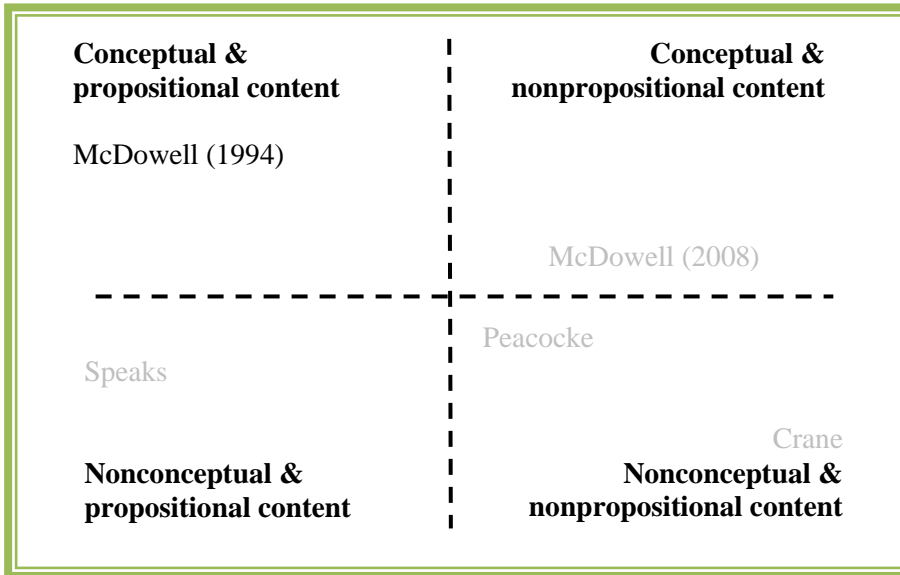 Conceptual &
propositional content
Conceptual &
nonpropositional content
McDowell (1994)
McDowell (2008)
Peacocke
Speaks
Crane
Nonconceptual &
propositional content
Nonconceptual &
nonpropositional content